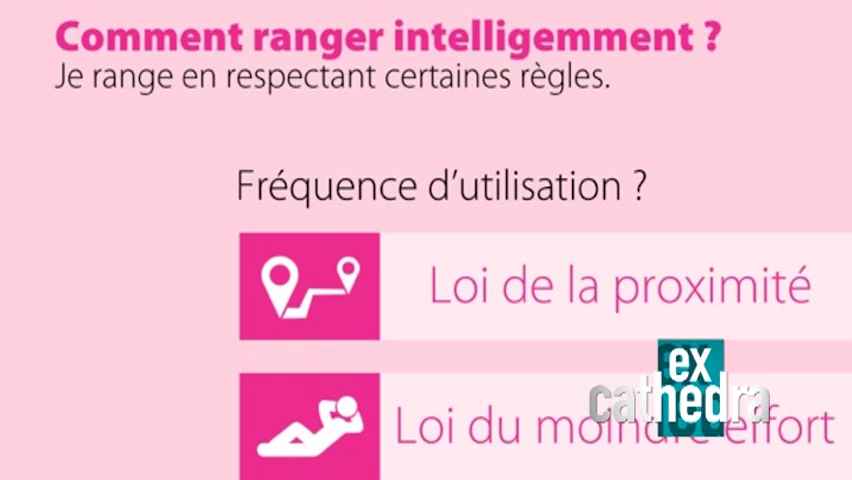 Comment ranger intelligemment ?
Je range en respectant certaines règles.
Fréquence d’utilisation ?
Loi de la proximité
Loi du moindre effort
ex
cathedra